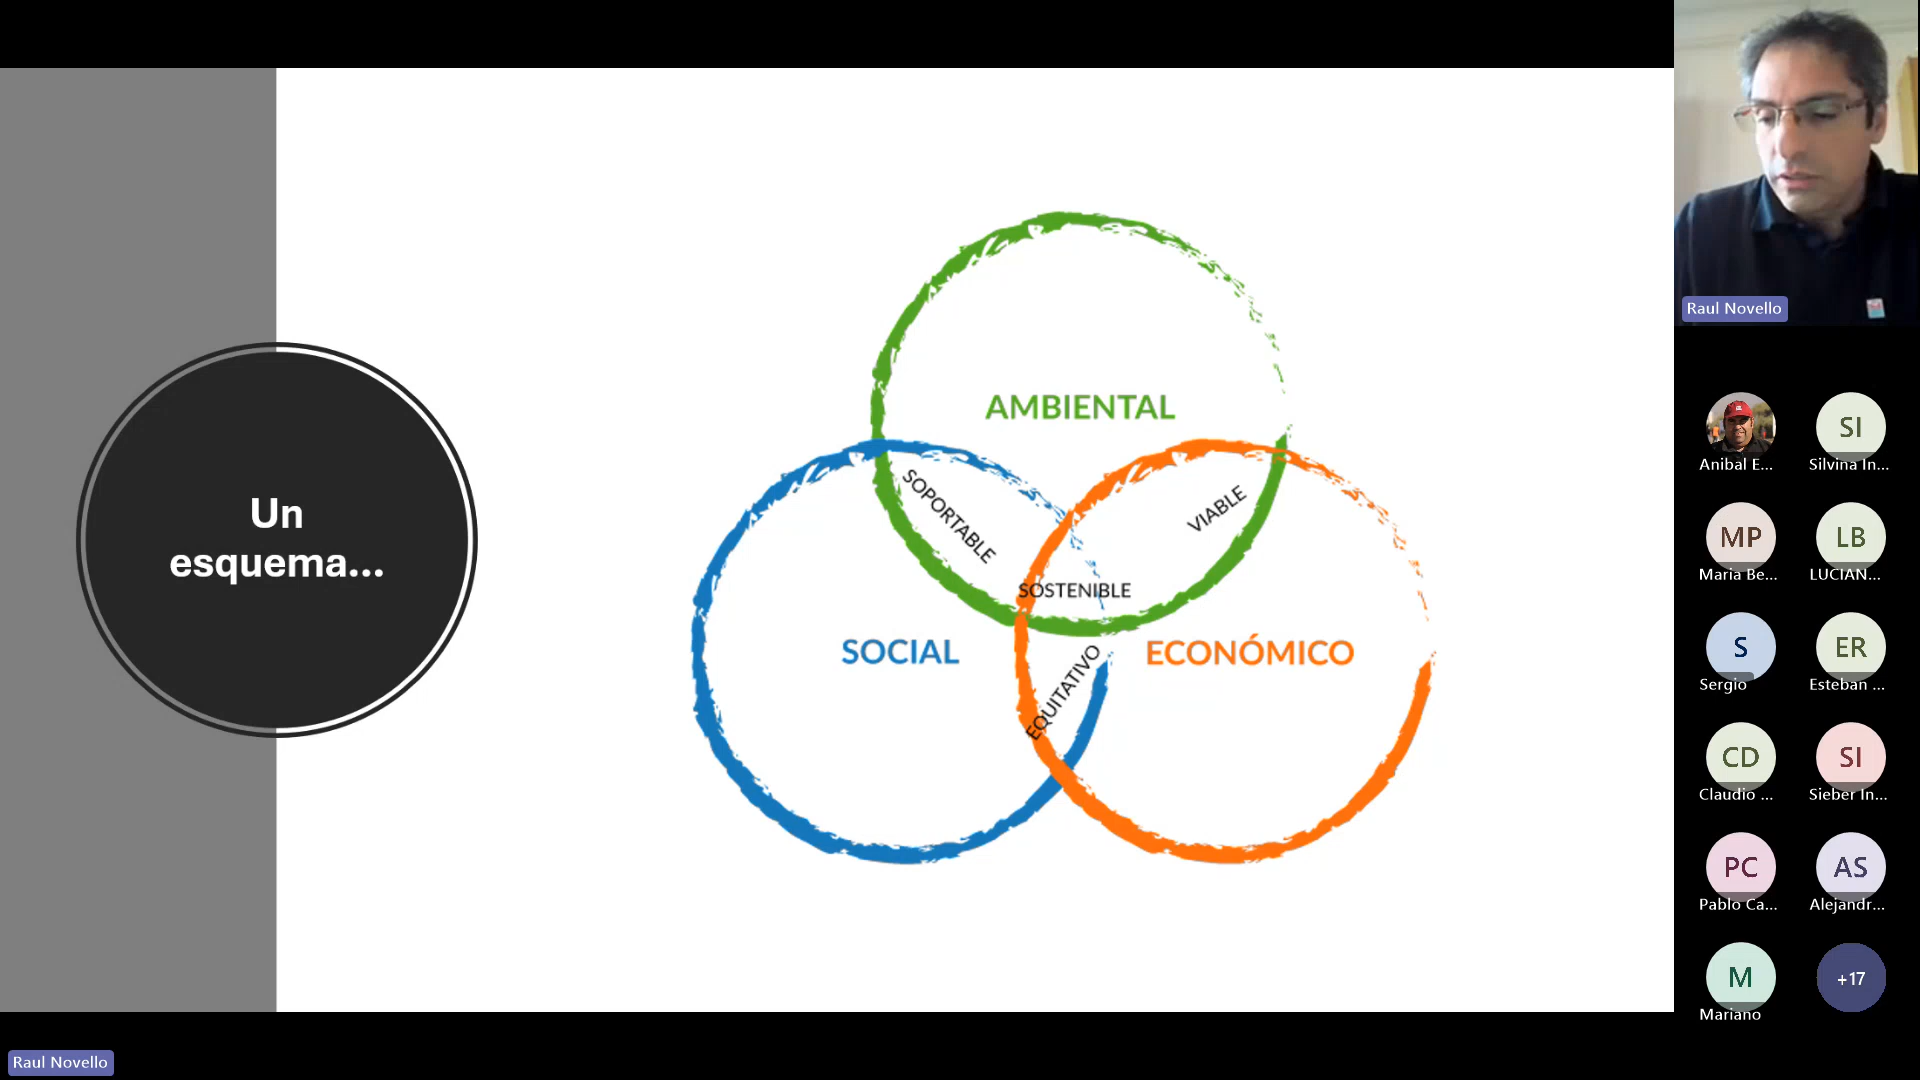 Un
esquema...
AMBIENTAL
SOPORTABLE
VIABLE
SOSTENIBLE
SOCIAL
ECONÓMICO
EQUITATIVO
Raul Novello
Anibal E...
SI
Silvina In...
MP
Maria Be...
LB
LUCIAN...
S
Sergio
ER
Esteban ...
CD
Claudio ...
SI
Sieber In...
PC
Pablo Ca...
AS
Alejandr...
M
Mariano
+17
Raul Novello